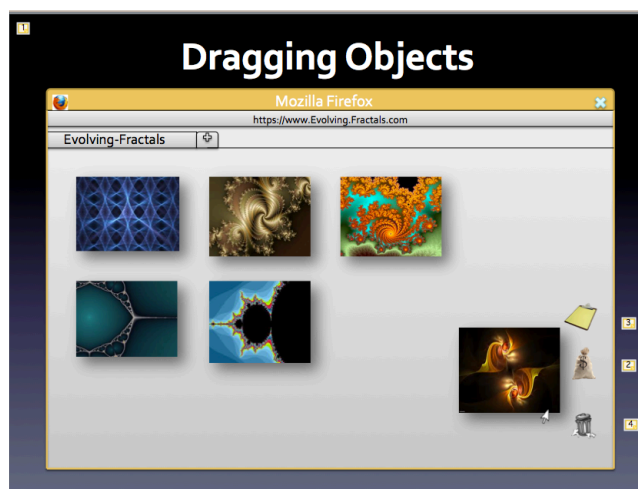 1
Dragging Objects
Mozilla Firefox
https://www.Evolving.Fractals.com
Evolving-Fractals
3
2
4